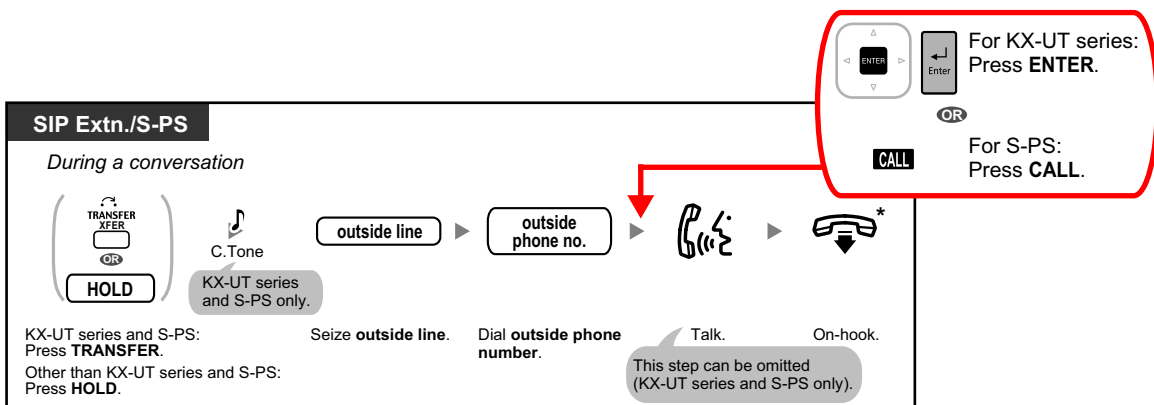 For KX-UT series:
Press ENTER.
ENTER
Enter
OR
For S-PS:
Press CALL.
CALL
SIP Extn./S-PS
During a conversation
TRANSFER
XFER
OR
HOLD
C.Tone
KX-UT series
and S-PS only.
outside line
outside
phone no.
*
KX-UT series and S-PS:
Press TRANSFER.
Other than KX-UT series and S-PS:
Press HOLD.
Seize outside line.
Dial outside phone
number.
Talk.
This step can be omitted
(KX-UT series and S-PS only).
On-hook.